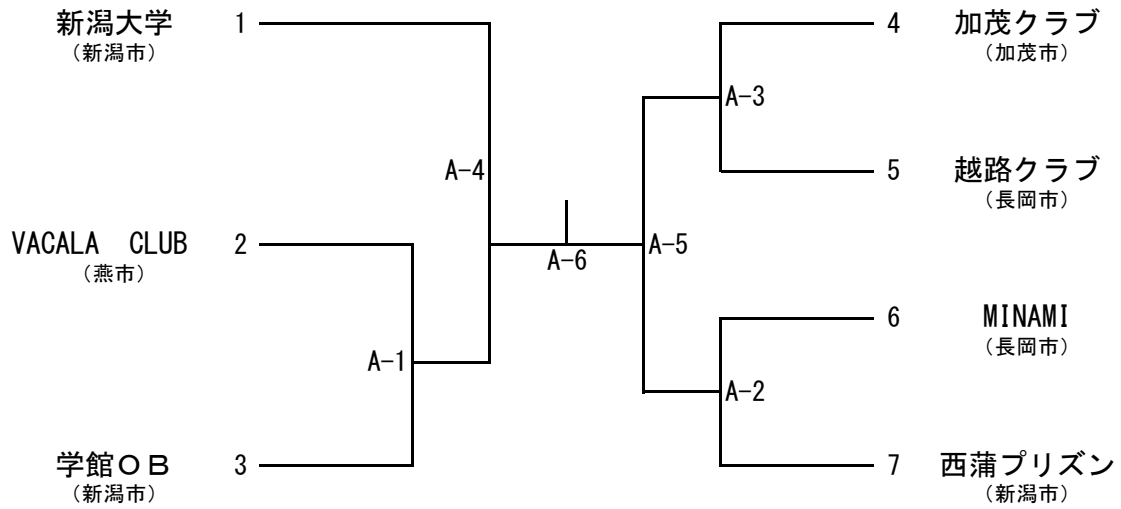 新潟大学 1
（新潟市）
A-4
VACALA　CLUB 2
（燕市）
A-1
学館ＯＢ 3
（新潟市）
A-6
4 加茂クラブ
（加茂市）
A-3
5 越路クラブ
（長岡市）
A-5
6 MINAMI
（長岡市）
A-2
7 西蒲プリズン
（新潟市）